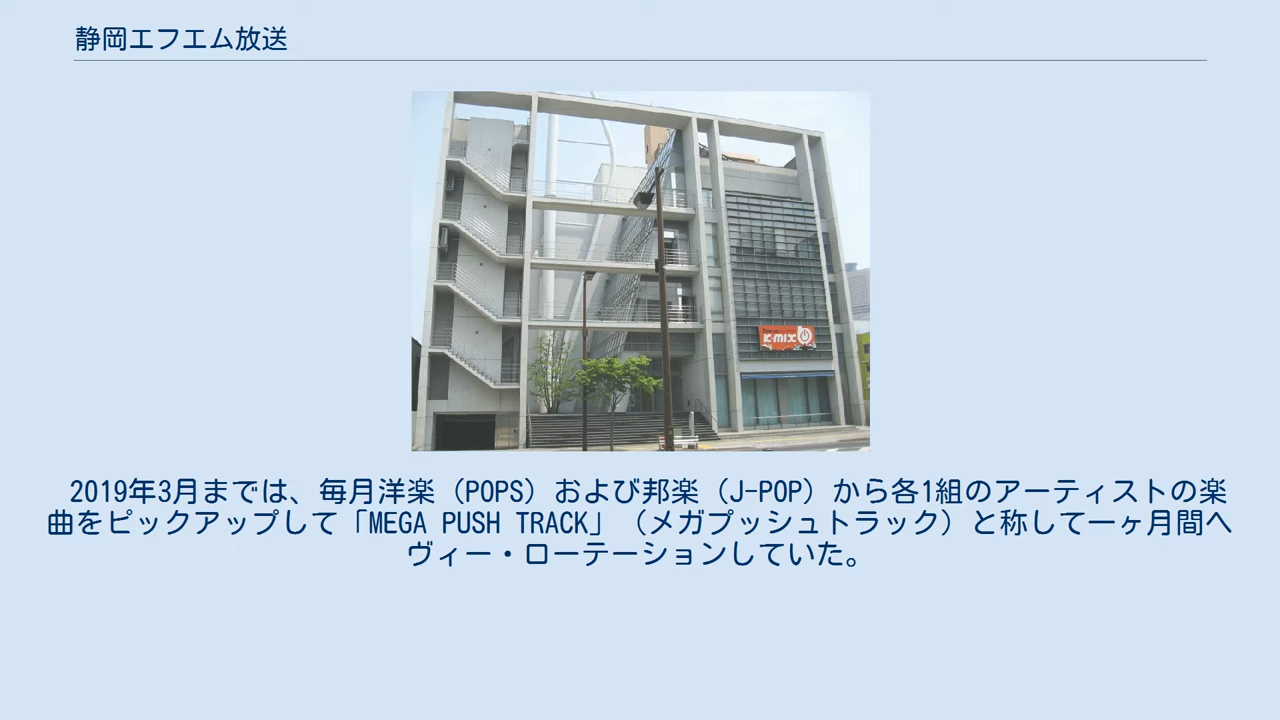 静岡エフエム放送
K-mix
2019年3月までは、毎月洋楽（POPS）および邦楽（J-POP）から各1組のアーティストの楽
曲をピックアップして「MEGA PUSH TRACK」（メガプッシュトラック）と称して一ヶ月間ヘ
ヴィー・ローテーションしていた。